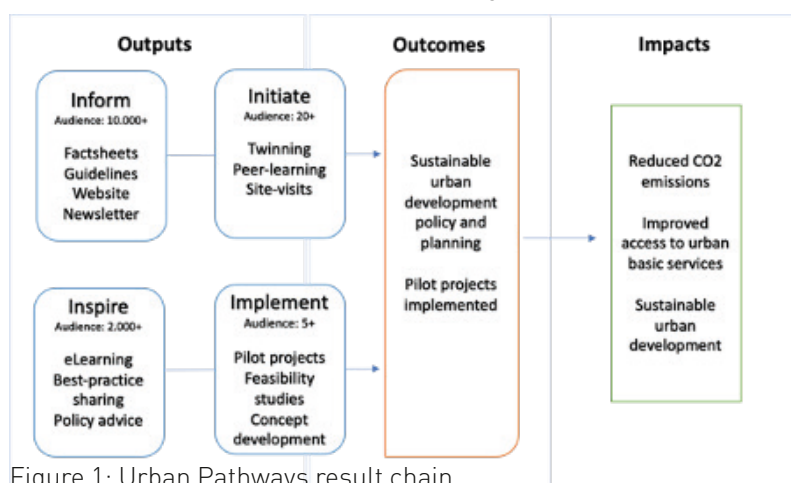 Outputs
Outcomes
Impacts
Inform
Audience: 10.000+
Factsheets
Guidelines
Website
Newsletter
Initiate
Audience: 20+
Twinning
Peer-learning
Site-visits
Inspire
Audience: 2.000+
eLearning
Best-practice
sharing
Policy advice
Implement
Audience: 5+
Pilot projects
Feasibility
studies
Concept
development
Sustainable
urban
development
policy and
planning
Pilot projects
implemented
Reduced CO2
emissions
Improved
access to urban
basic services
Sustainable
urban
development
Figure 1: Urban Pathways result chain